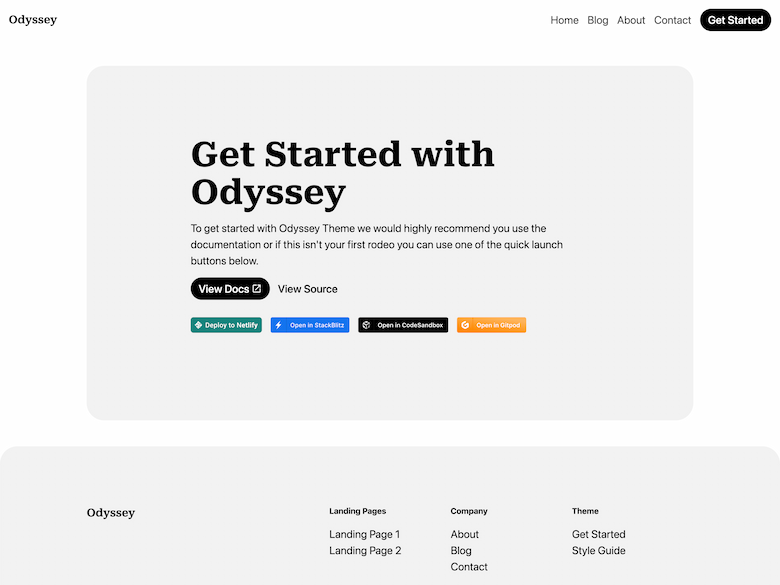 Odyssey
Home Blog About Contact Get Started
Get Started with
Odyssey
To get started with Odyssey Theme we would highly recommend you use the
documentation or if this isn't your first rodeo you can use one of the quick launch
buttons below.
View Docs View Source
Deploy to Netlify Open in StackBlitz Open in CodeSandbox Open in Gitpod
Odyssey
Landing Pages
Landing Page 1
Landing Page 2
Company
About
Blog
Contact
Theme
Get Started
Style Guide